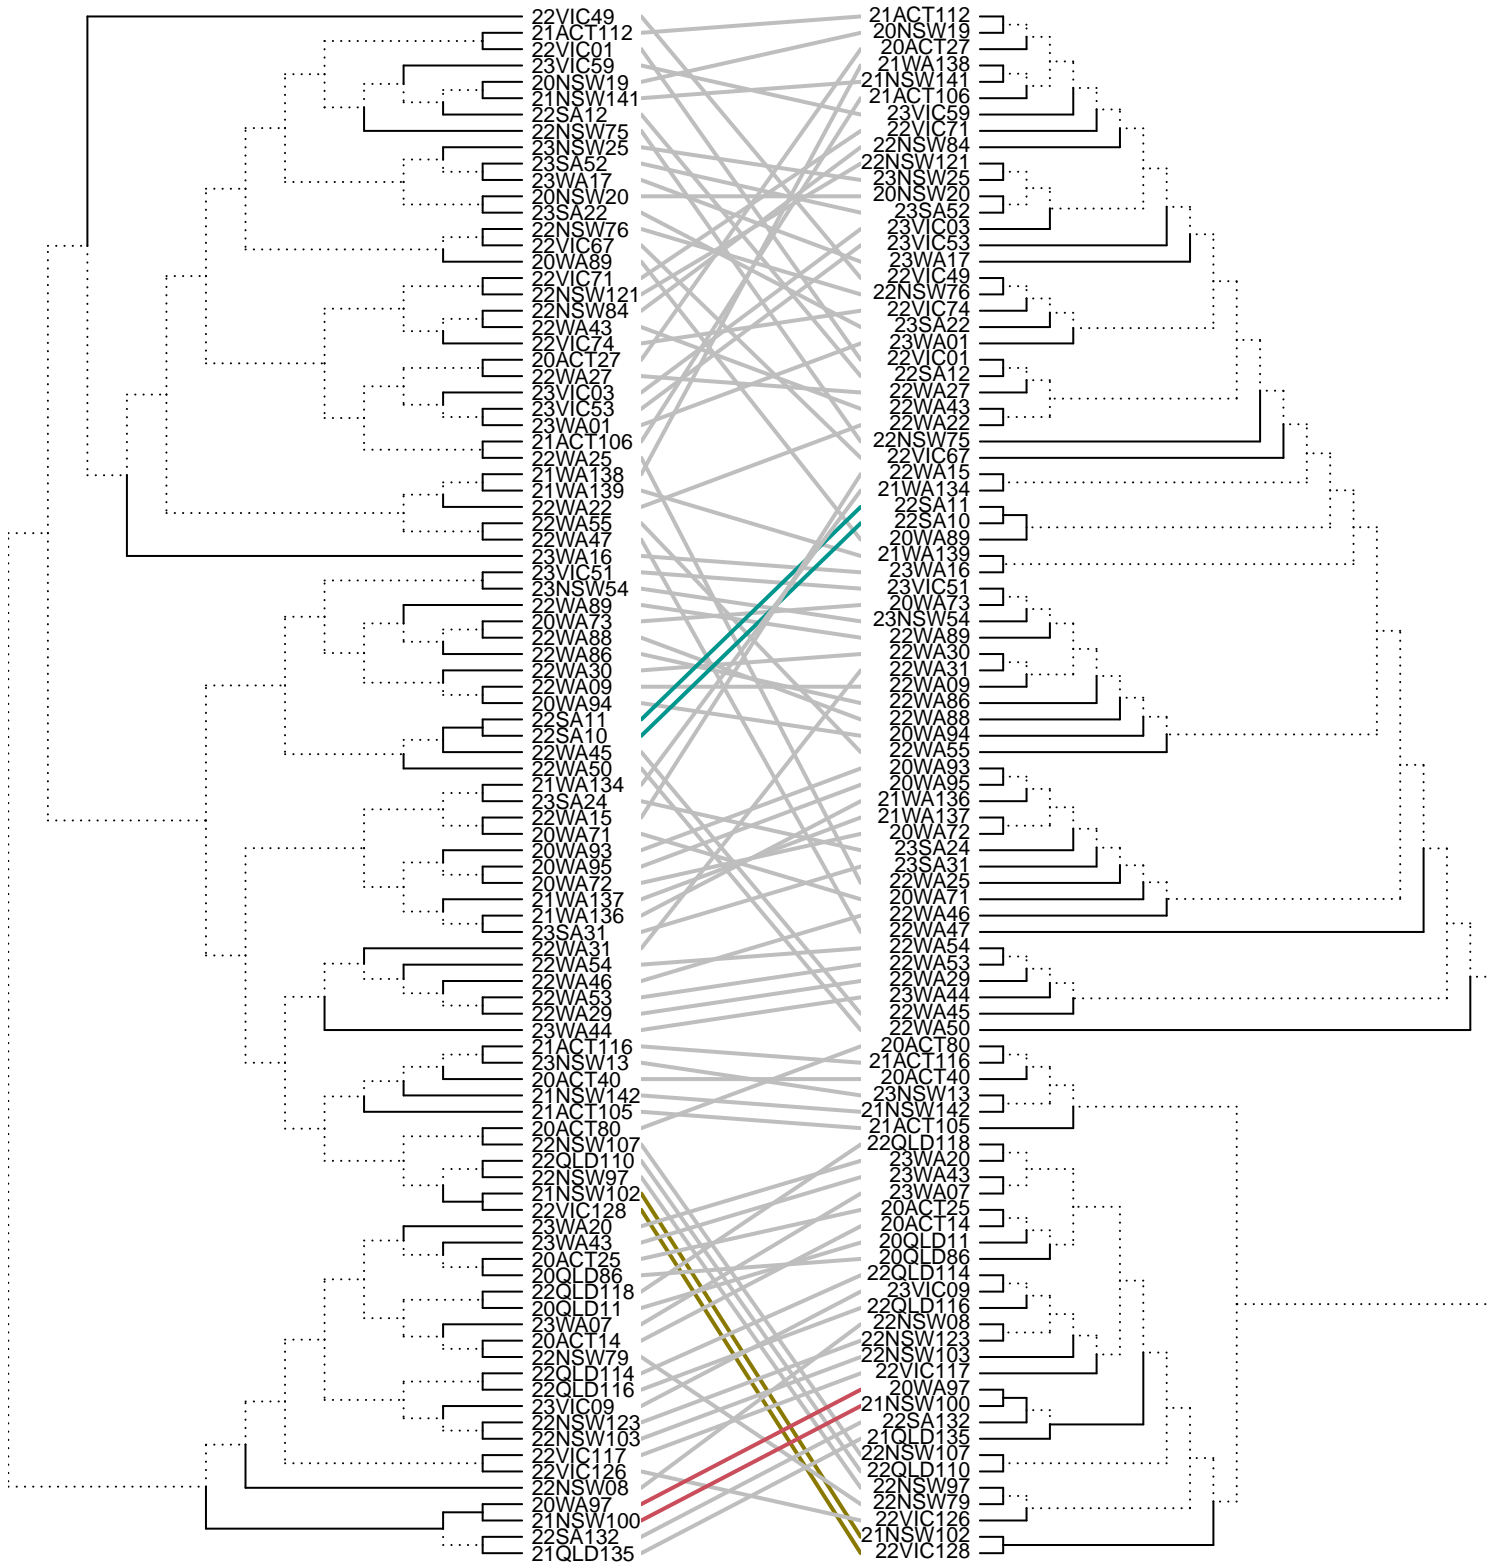 22VIC49
21ACT112
22VIC01
23VIC59
20NSW19
21NSW141
22SA12
22NSW75
23NSW25
23SA52
23WA17
20NSW20
23SA22
22NSW76
22VIC67
20WA89
22VIC71
22NSW121
22NSW84
22WA43
22VIC74
20ACT27
22WA27
23VIC03
23VIC53
23WA01
21ACT106
22WA25
21WA138
21WA139
22WA22
22WA55
22WA47
23WA16
23VIC51
23NSW54
22WA89
20WA73
22WA88
22WA86
22WA30
22WA09
20WA94
22SA11
22SA10
22WA45
22WA50
21WA134
23SA24
22WA15
20WA71
20WA93
20WA95
20WA72
21WA137
21WA136
23SA31
22WA31
22WA54
22WA46
22WA53
22WA29
23WA44
21ACT116
23NSW13
20ACT40
21NSW142
21ACT105
20ACT80
22NSW107
22QLD110
22NSW97
21NSW102
22VIC128
23WA20
23WA43
20ACT25
20QLD86
22QLD118
20QLD11
23WA07
20ACT14
22NSW79
22QLD114
22QLD116
23VIC09
22NSW123
22NSW103
22VIC117
22VIC126
22NSW08
20WA97
21NSW100
22SA132
21QLD135
21ACT112
20NSW19
20ACT27
21WA138
21NSW141
21ACT106
23VIC59
22VIC71
22NSW84
22NSW121
23NSW25
20NSW20
23SA52
23VIC03
23VIC53
23WA17
22VIC49
22NSW76
22VIC74
23SA22
23WA01
22VIC01
22SA12
22WA27
22WA43
22WA22
22NSW75
22VIC67
22WA15
21WA134
22SA11
22SA10
20WA89
21WA139
23WA16
23VIC51
20WA73
23NSW54
22WA89
22WA30
22WA31
22WA09
22WA86
22WA88
20WA94
22WA55
20WA93
20WA95
21WA136
21WA137
20WA72
23SA24
23SA31
22WA25
20WA71
22WA46
22WA47
22WA54
22WA53
22WA29
23WA44
22WA45
22WA50
20ACT80
21ACT116
20ACT40
23NSW13
21NSW142
21ACT105
22QLD118
23WA20
23WA43
23WA07
20ACT25
20ACT14
20QLD11
20QLD86
22QLD114
23VIC09
22QLD116
22NSW08
22NSW123
22NSW103
22VIC117
20WA97
21NSW100
22SA132
21QLD135
22NSW107
22QLD110
22NSW97
22NSW79
22VIC126
21NSW102
22VIC128